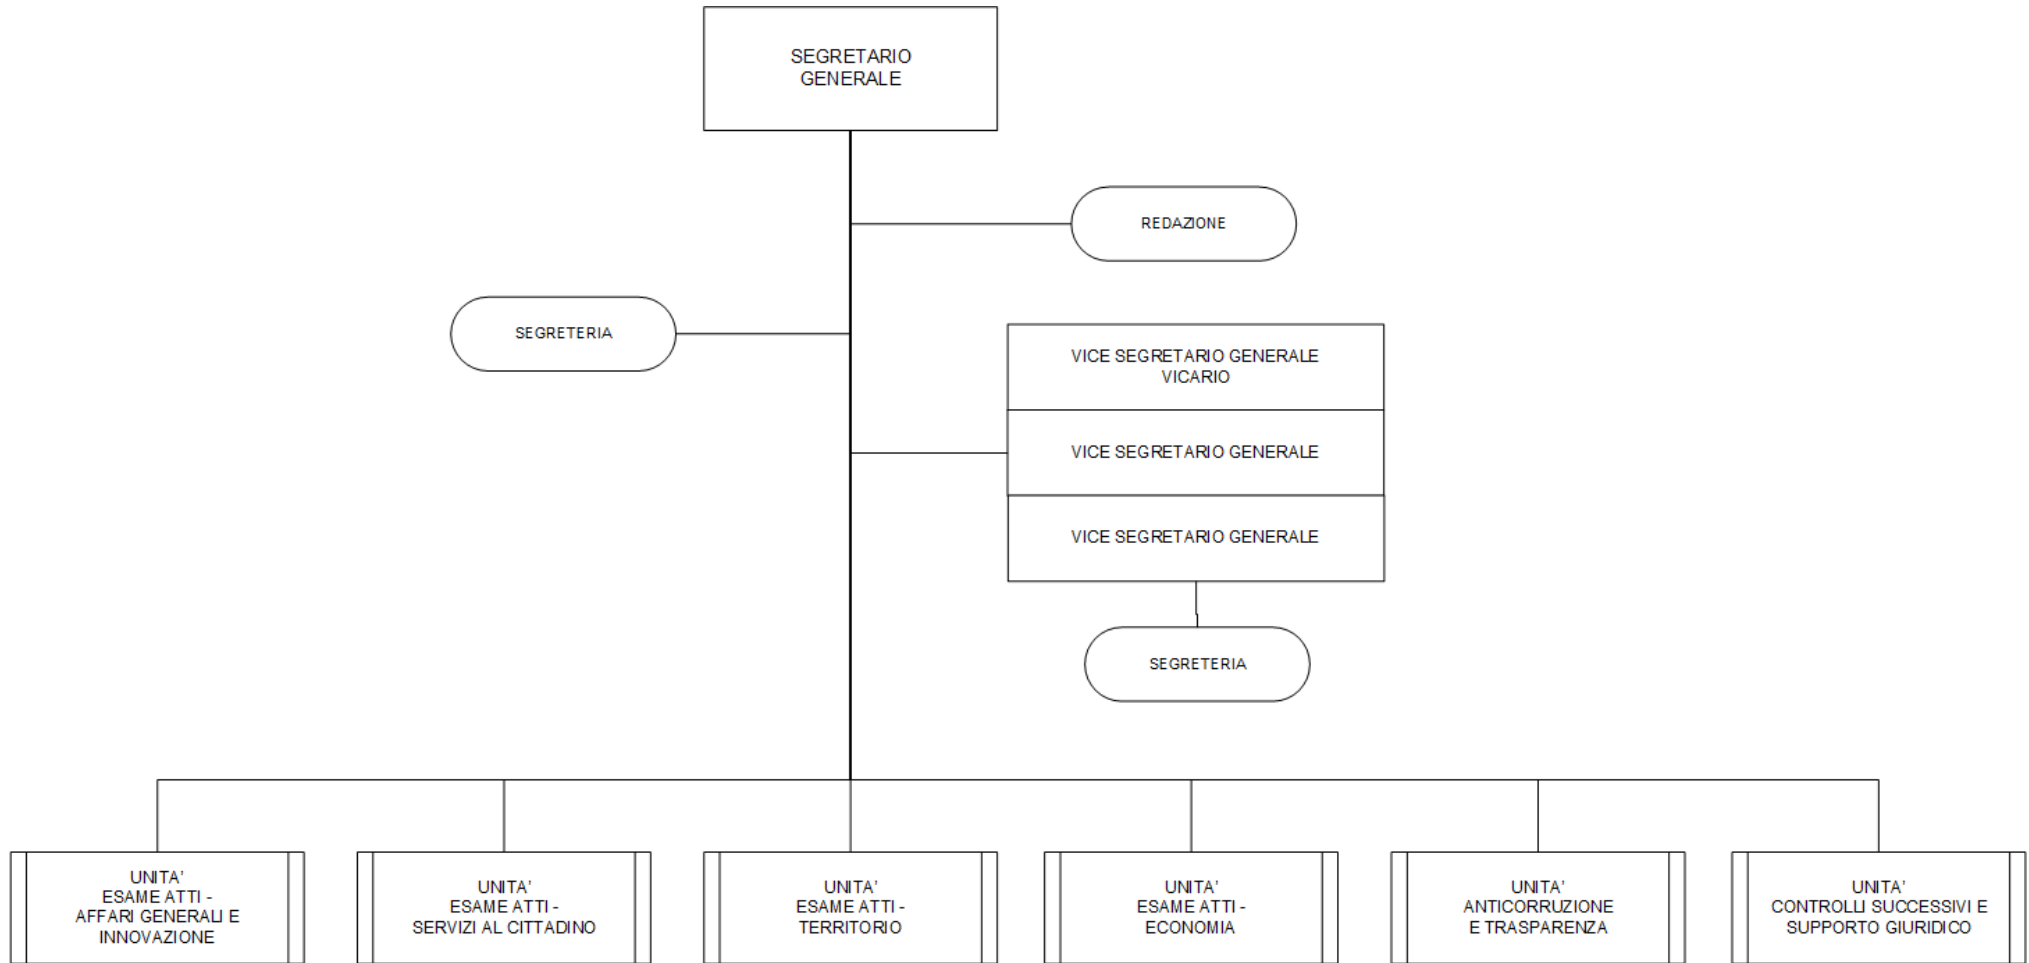 SEGRETARIO
GENERALE
REDAZIONE
SEGRETERIA
VICE SEGRETARIO GENERALE
VICARIO
VICE SEGRETARIO GENERALE
VICE SEGRETARIO GENERALE
SEGRETERIA
UNITA'
ESAME ATTI -
AFFARI GENERALI E
INNOVAZIONE
UNITA'
ESAME ATTI -
SERVIZI AL CITTADINO
UNITA'
ESAME ATTI -
TERRITORIO
UNITA'
ESAME ATTI -
ECONOMIA
UNITA'
ANTICORRUZIONE
E TRASPARENZA
UNITA'
CONTROLLI SUCCESSIVI E
SUPPORTO GIURIDICO